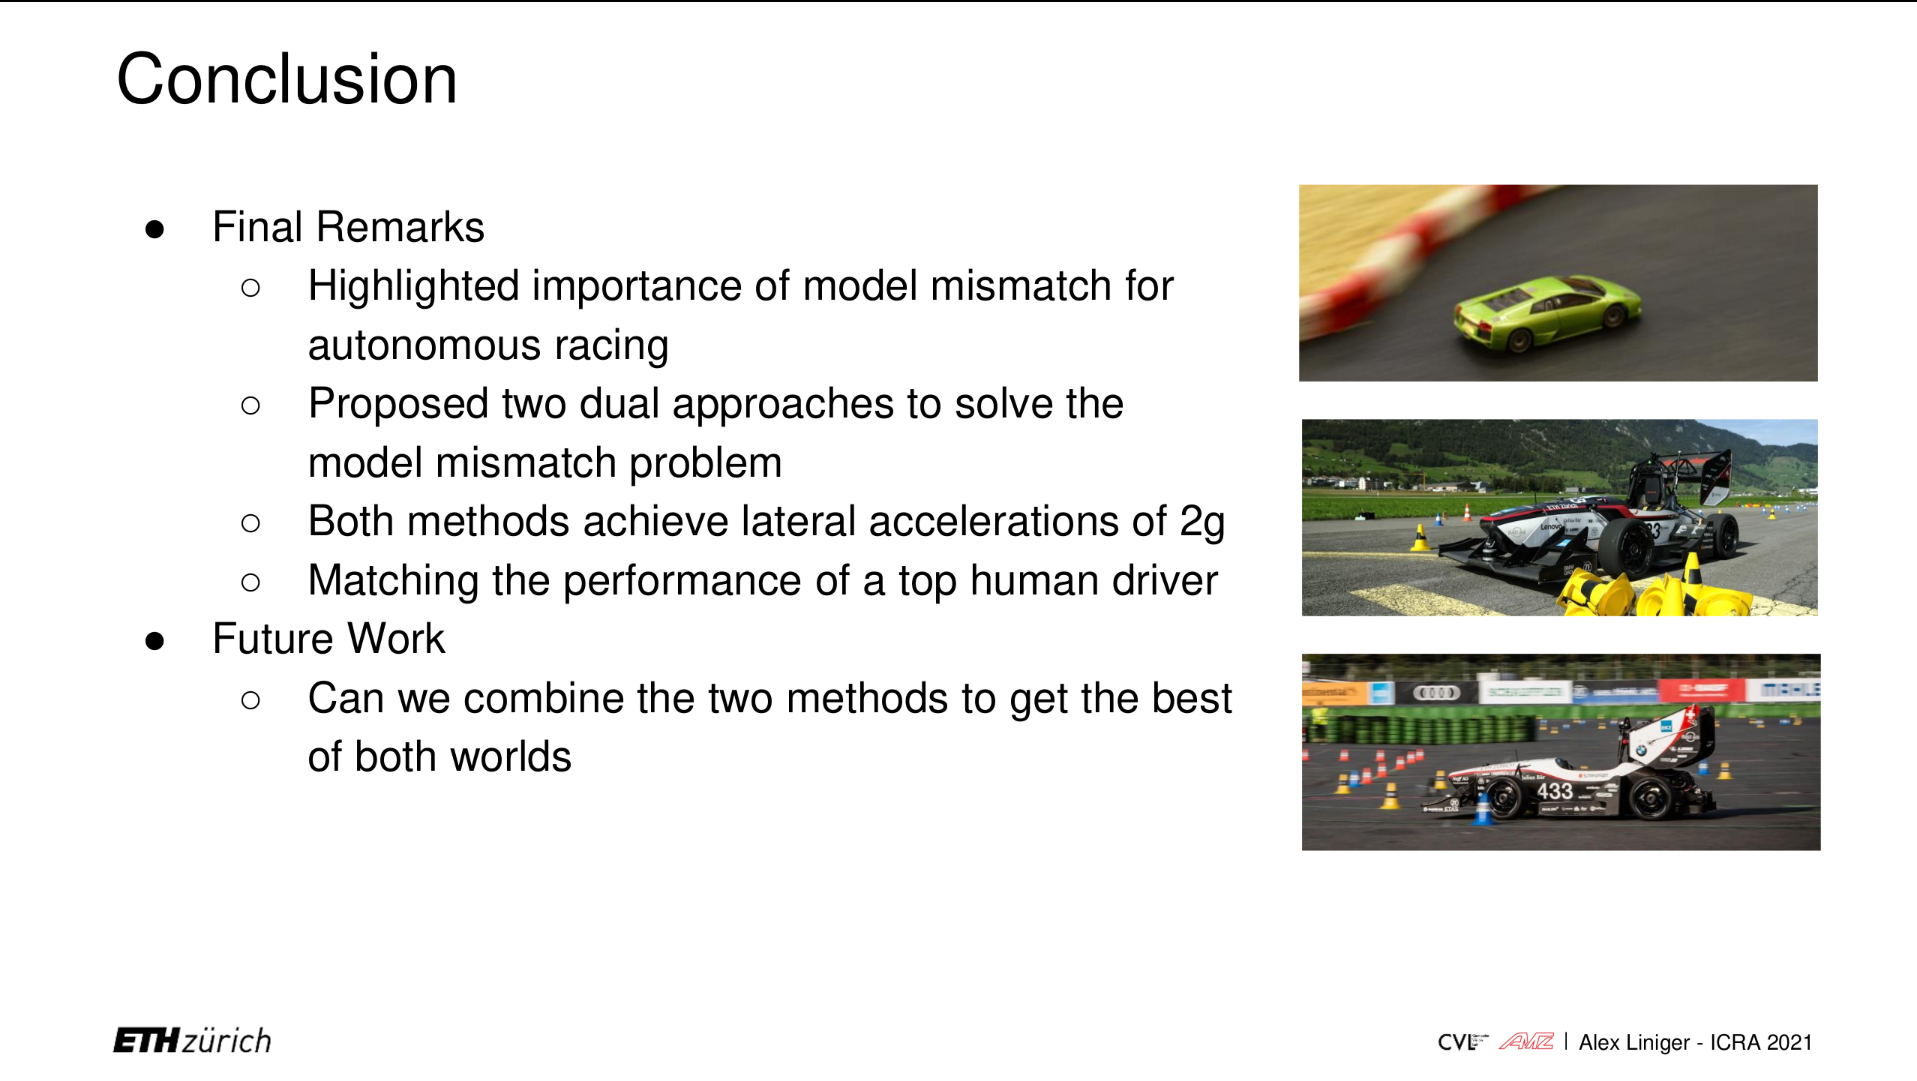 Conclusion
● Final Remarks
○ Highlighted importance of model mismatch for
autonomous racing
○ Proposed two dual approaches to solve the
model mismatch problem
○ Both methods achieve lateral accelerations of 2g
○ Matching the performance of a top human driver
● Future Work
○ Can we combine the two methods to get the best
of both worlds
Lenovo
433
ETH zürich
CVL AMZ | Alex Liniger - ICRA 2021